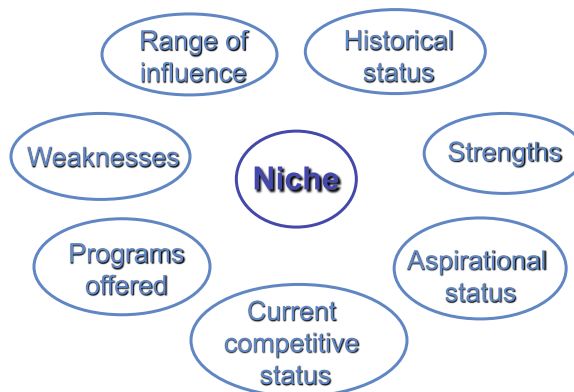 Range of
influence
Historical
status
Weaknesses
Niche
Strengths
Programs
offered
Aspirational
status
Current
competitive
status